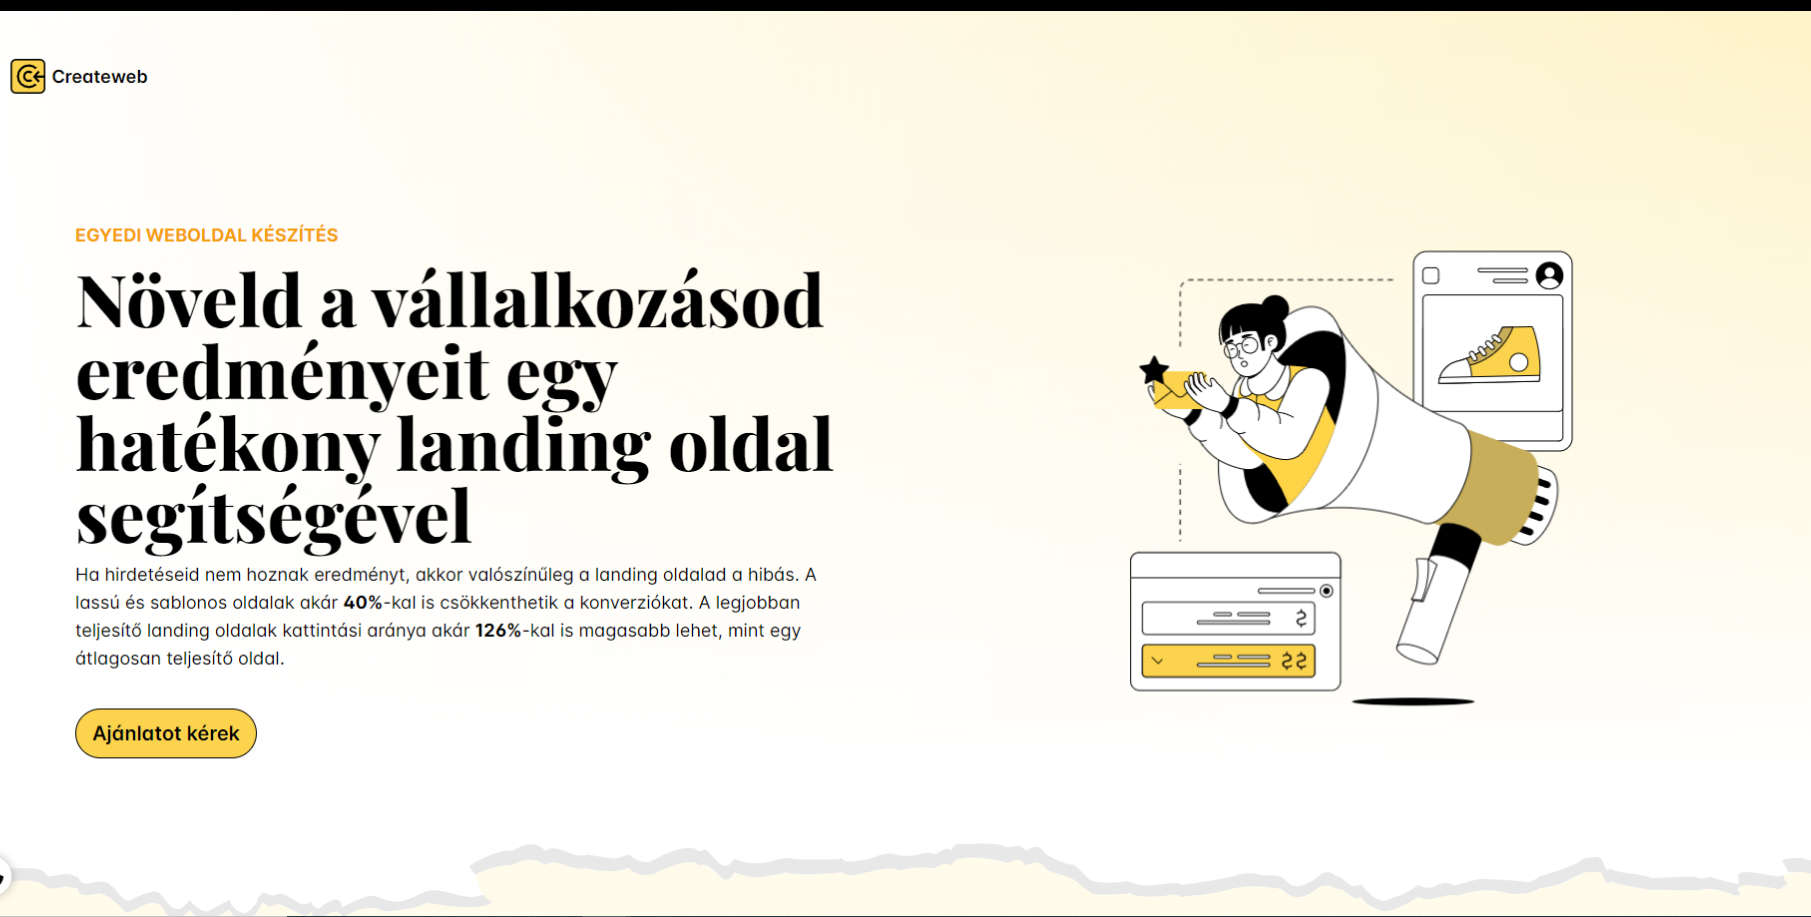 Createweb
EGYEDI WEBOLDAL KÉSZÍTÉS
Növeld a vállalkozásod
eredményeit egy
hatékony landing oldal
segítségével
Ha hirdetéseid nem hoznak eredményt, akkor valószínűleg a landing oldalad a hibás. A
lassú és sablonos oldalak akár 40%-kal is csökkenthetik a konverziókat. A legjobban
teljesítő landing oldalak kattintási aránya akár 126%-kal is magasabb lehet, mint egy
átlagosan teljesítő oldal.
Ajánlatot kérek